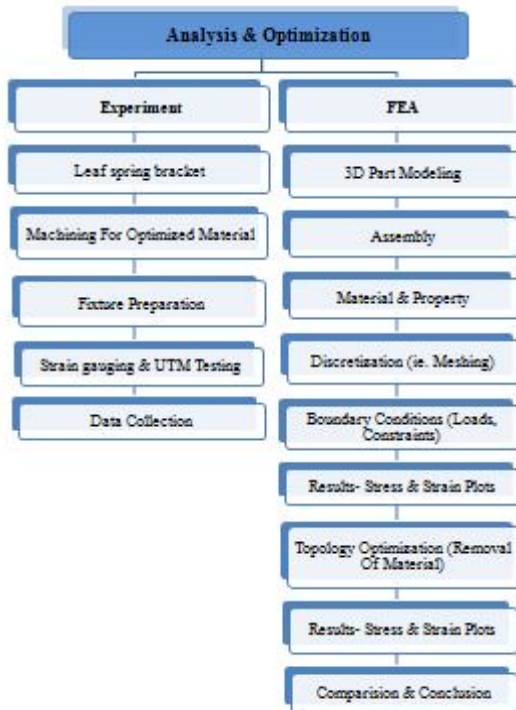 Analysis & Optimization
Experiment
Leaf spring bracket
Machining For Optimized Material
Fixture Preparation
Strain gauging & UTM Testing
Data Collection
FEA
3D Part Modeling
Assembly
Material & Property
Discretization (ie. Meshing)
Boundary Conditions (Loads,
Constraints)
Results- Stress & Strain Plots
Topology Optimization (Removal
Of Material)
Results- Stress & Strain Plots
Comparision & Conclusion